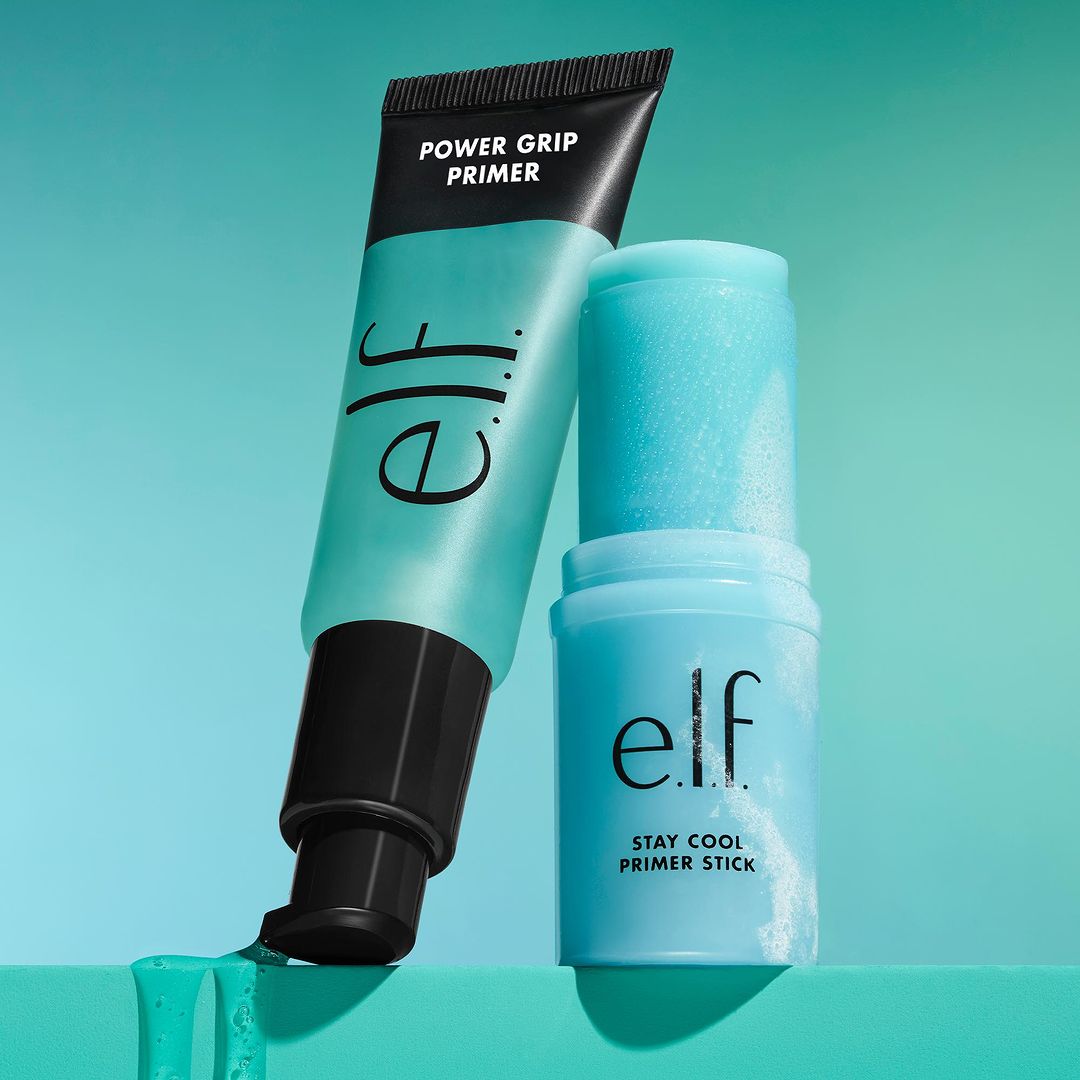 POWER GRIP
PRIMER
e.l.f.
e.l.f.
STAY COOL
PRIMER STICK